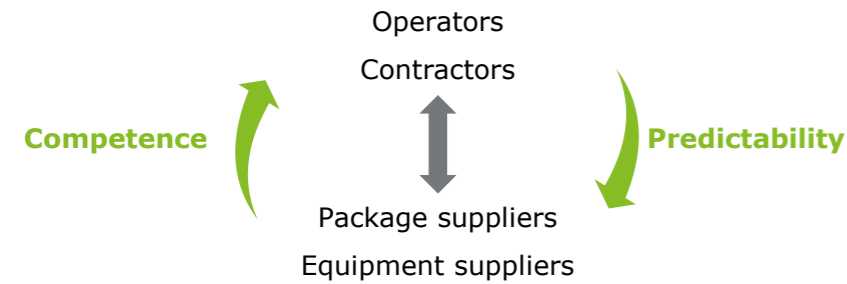 Operators
Contractors
Competence
Predictability
Package suppliers
Equipment suppliers